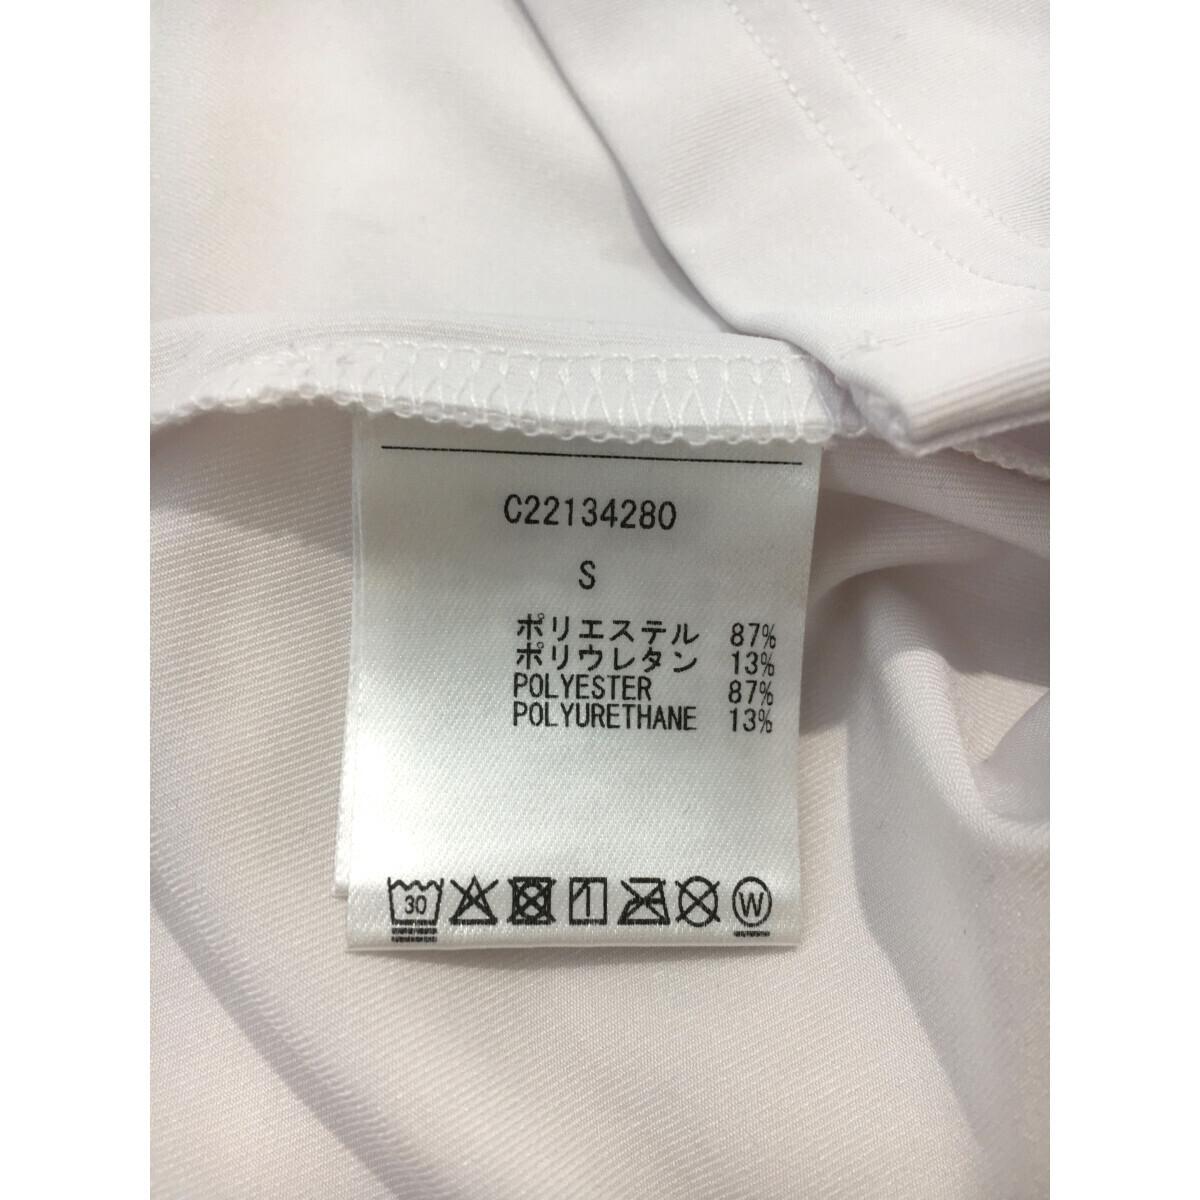 C22134280
S
ポリエステル 87%
ポリウレタン 13%
POLYESTER 87%
POLYURETHANE 13%
30 W